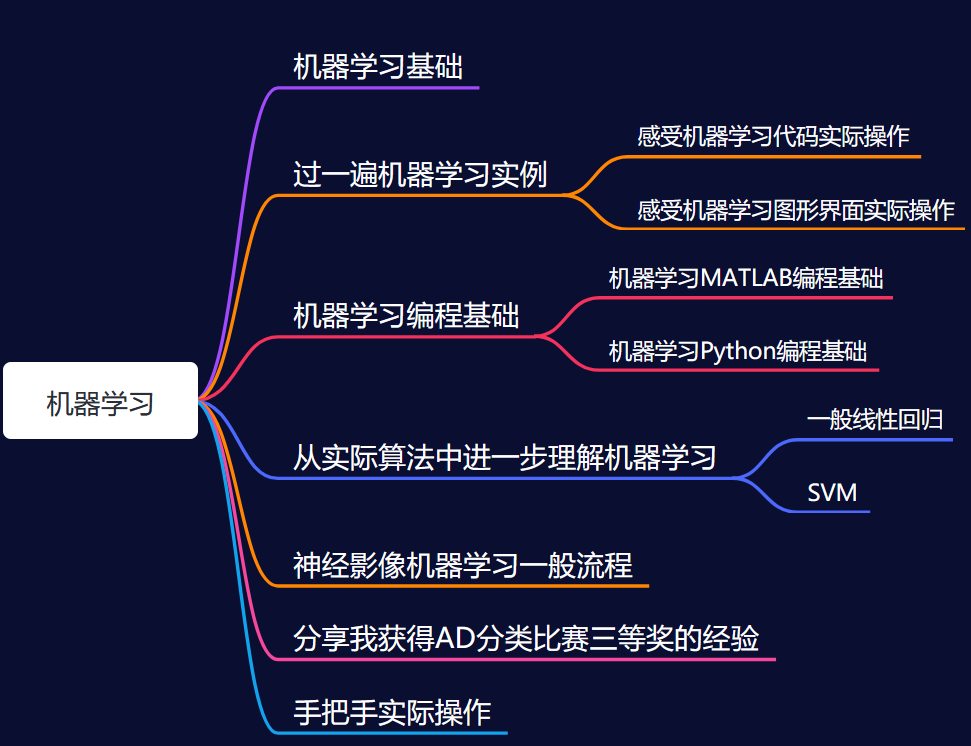 机器学习
机器学习基础
过一遍机器学习实例
感受机器学习代码实际操作
感受机器学习图形界面实际操作
机器学习编程基础
机器学习MATLAB编程基础
机器学习Python编程基础
从实际算法中进一步理解机器学习
一般线性回归
SVM
神经影像机器学习一般流程
分享我获得AD分类比赛三等奖的经验
手把手实际操作